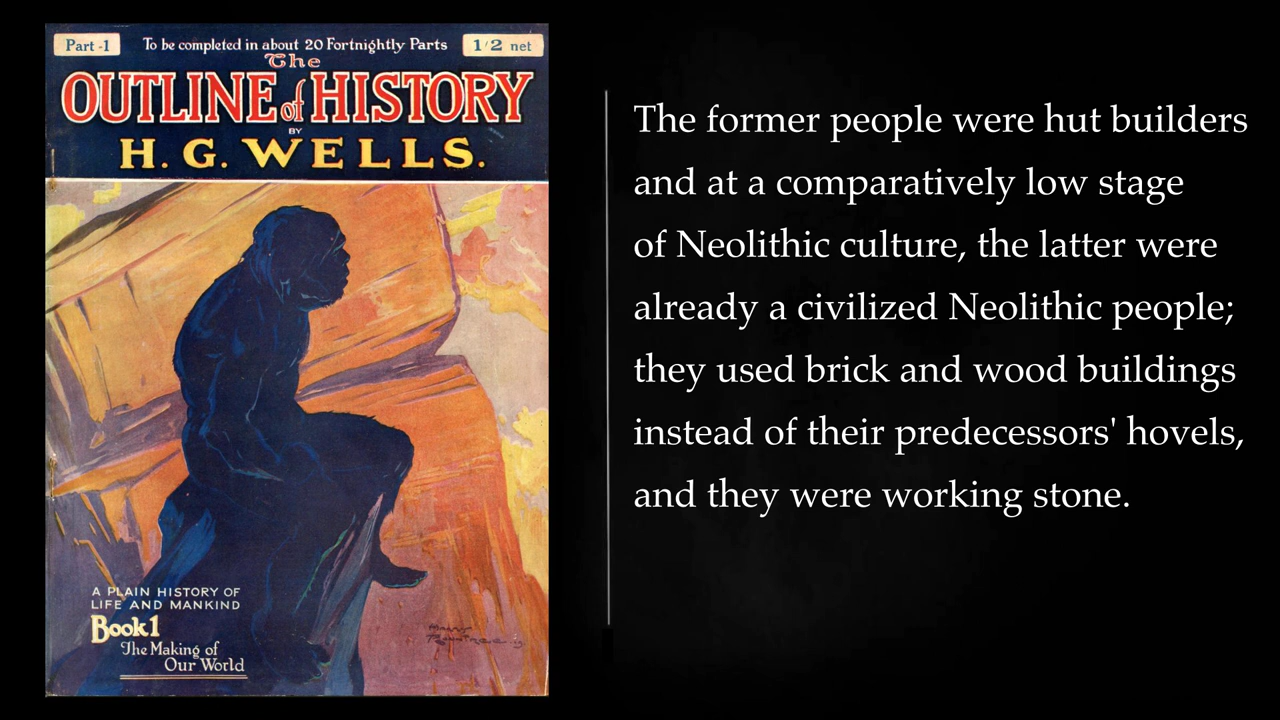 Part -1
To be completed in about 20 Fortnightly Parts
1/2 net
The
OUTLINE of HISTORY
BY
H. G. WELLS.
A PLAIN HISTORY OF
LIFE AND MANKIND
Book 1
The Making of
Our World
The former people were hut builders
and at a comparatively low stage
of Neolithic culture, the latter were
already a civilized Neolithic people;
they used brick and wood buildings
instead of their predecessors' hovels,
and they were working stone.